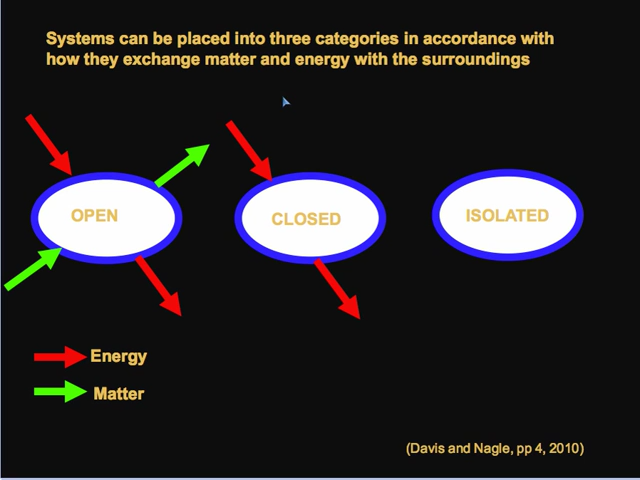 Systems can be placed into three categories in accordance with
how they exchange matter and energy with the surroundings
OPEN
CLOSED
ISOLATED
Energy
Matter
(Davis and Nagle, pp 4, 2010)